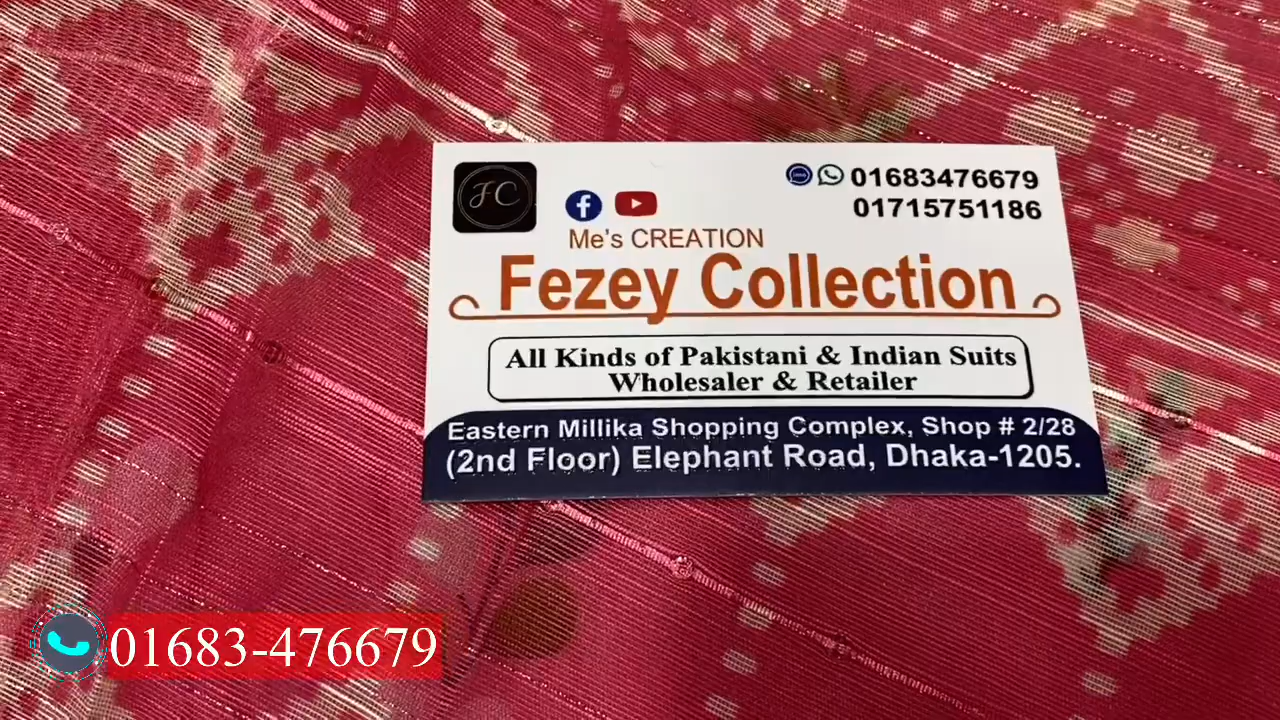 FC
01683476679
01715751186
Me's CREATION
Fezey Collection
All Kinds of Pakistani & Indian Suits
Wholesaler & Retailer
Eastern Millika Shopping Complex, Shop # 2/28
(2nd Floor) Elephant Road, Dhaka-1205.
01683-476679